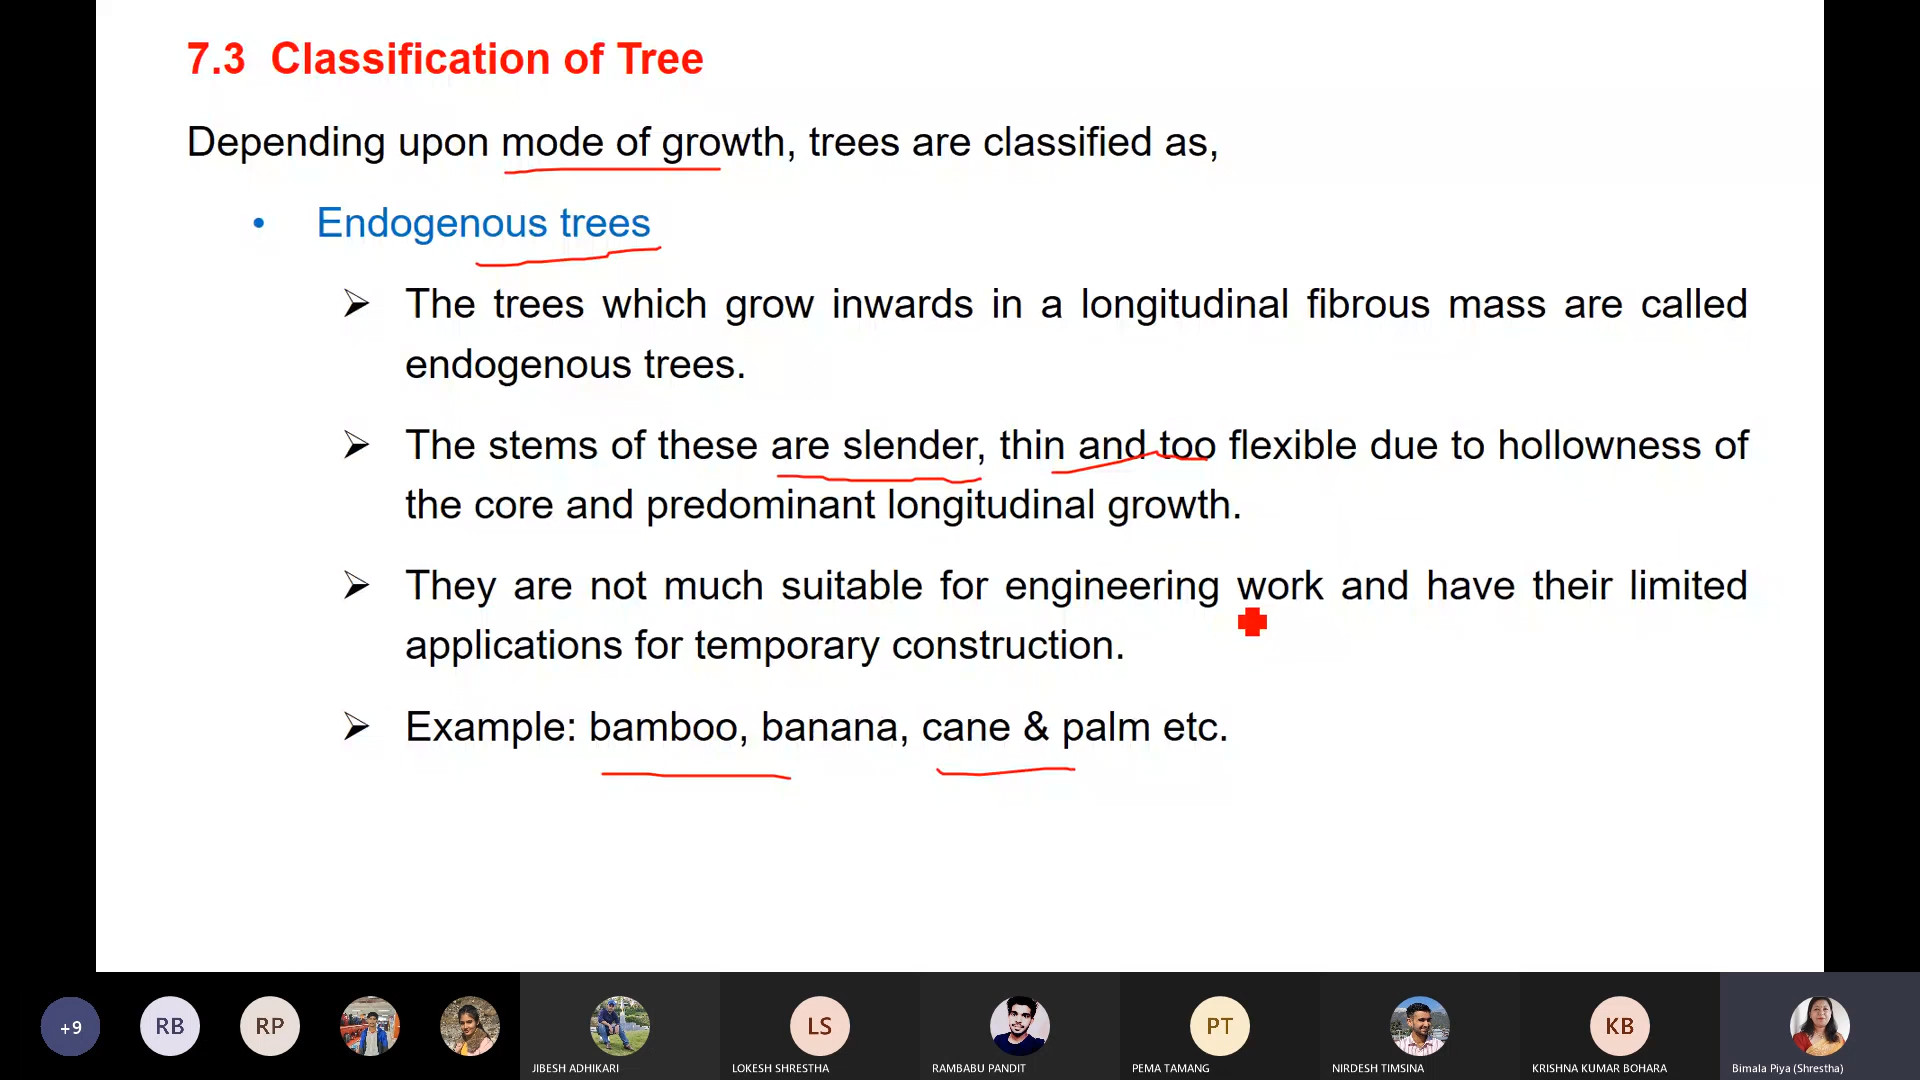 7.3 Classification of Tree
Depending upon mode of growth, trees are classified as,
• Endogenous trees
➢ The trees which grow inwards in a longitudinal fibrous mass are called
endogenous trees.
➢ The stems of these are slender, thin and too flexible due to hollowness of
the core and predominant longitudinal growth.
➢ They are not much suitable for engineering work and have their limited
applications for temporary construction.
➢ Example: bamboo, banana, cane & palm etc.
+9 RB RP LS PT KB
JIBESH ADHIKARI LOKESH SHRESTHA RAMBABU PANDIT PEMA TAMANG NIRDESH TIMSINA KRISHNA KUMAR BOHARA Bimala Piya (Shrestha)